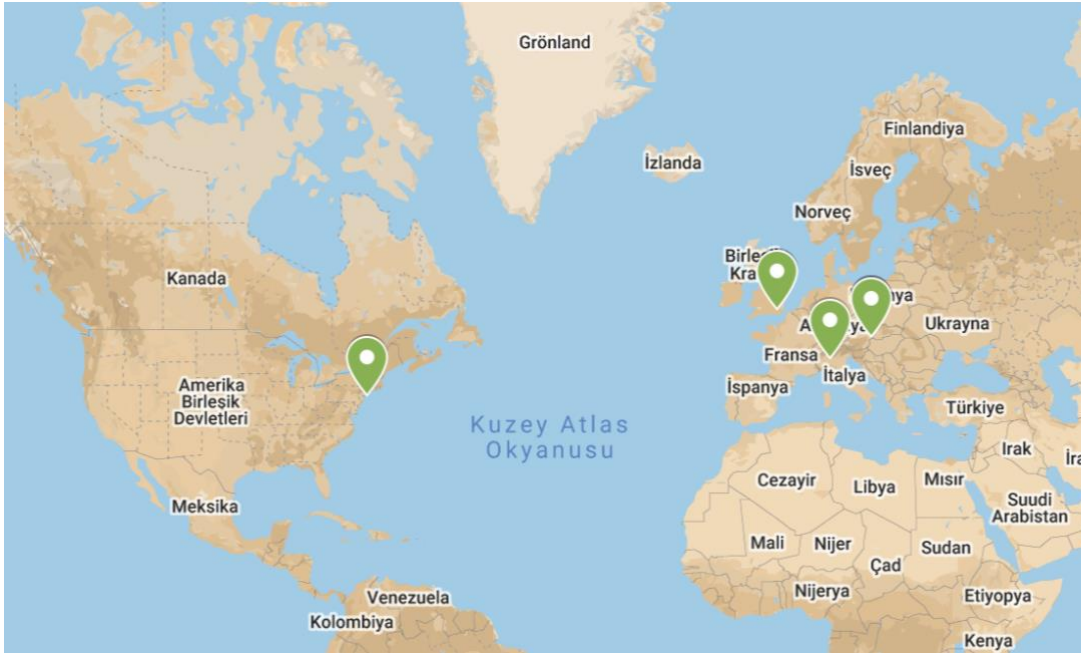 Grönland
Finlandiya
İzlanda
İsveç
Norveç
Kanada
Ukrayna
Fransa
Amerika
Birleşik
Devletleri
İtalya
İspanya
Türkiye
Kuzey Atlas
Okyanusu
Irak
Cezayir
Libya
Mısır
Meksika
Suudi
Arabistan
Mali
Nijer
Sudan
Çad
Nijerya
Etiyopya
Venezuela
Kolombiya
Kenya